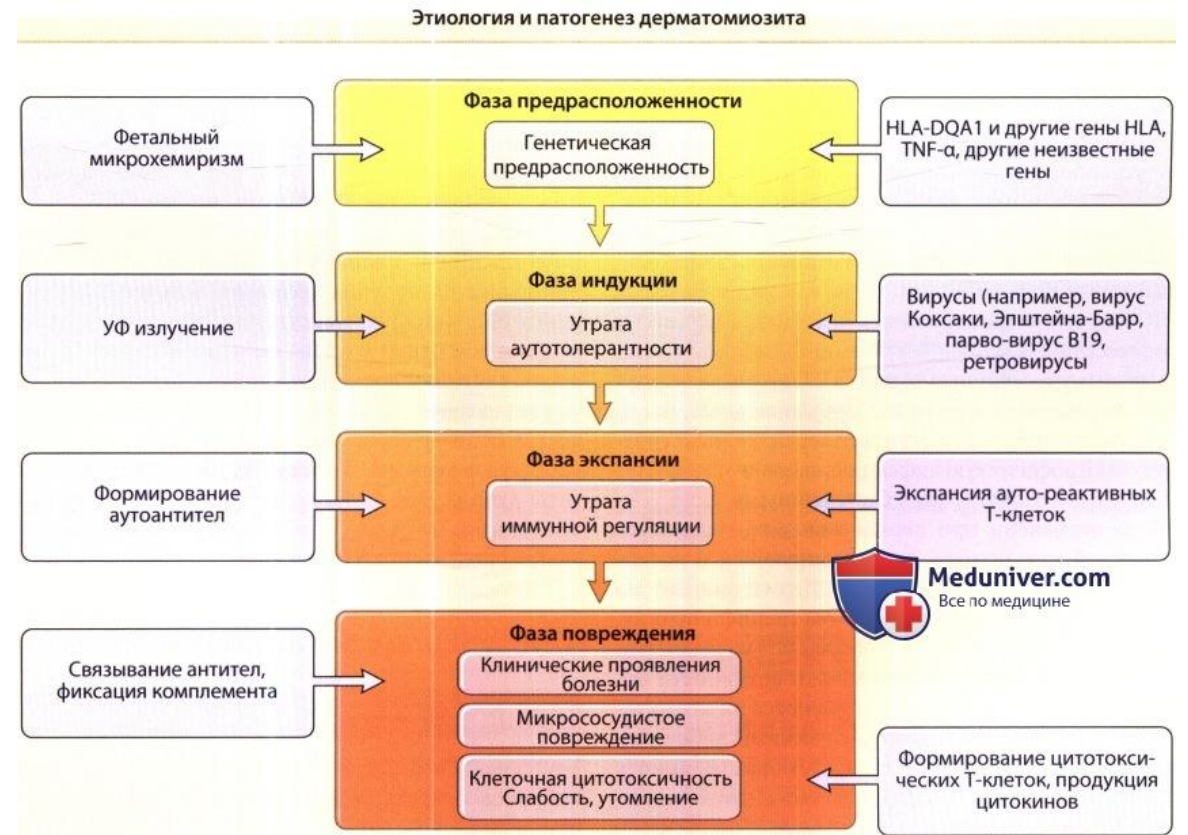 Этиология и патогенез дерматомиозита
Фетальный
микрохемиризм
Фаза предрасположенности
Генетическая
предрасположенность
HLA-DQA1 и другие гены HLA,
TNF-α, другие неизвестные
гены
УФ излучение
Фаза индукции
Утрата
аутотолерантности
Вирусы (например, вирус
Коксаки, Эпштейна-Барр,
парво-вирус В19,
ретровирусы
Формирование
аутоантител
Фаза экспансии
Утрата
иммунной регуляции
Экспансия ауто-реактивных
Т-клеток
Meduniver.com
Все по медицине
Связывание антител,
фиксация комплемента
Фаза повреждения
Клинические проявления
болезни
Микрососудистое
повреждение
Клеточная цитотоксичность
Слабость, утомление
Формирование цитотокси-
ческих Т-клеток, продукция
цитокинов